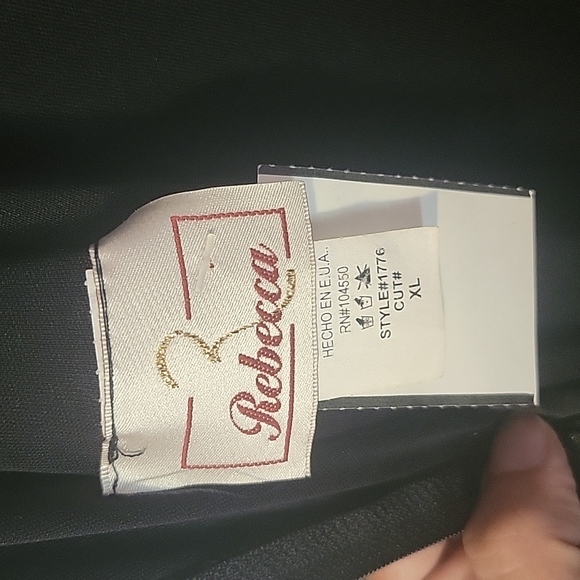 Rebecca
HECHO EN E.U.A.
RN#104550
STYLE#1776
CUT#
XL